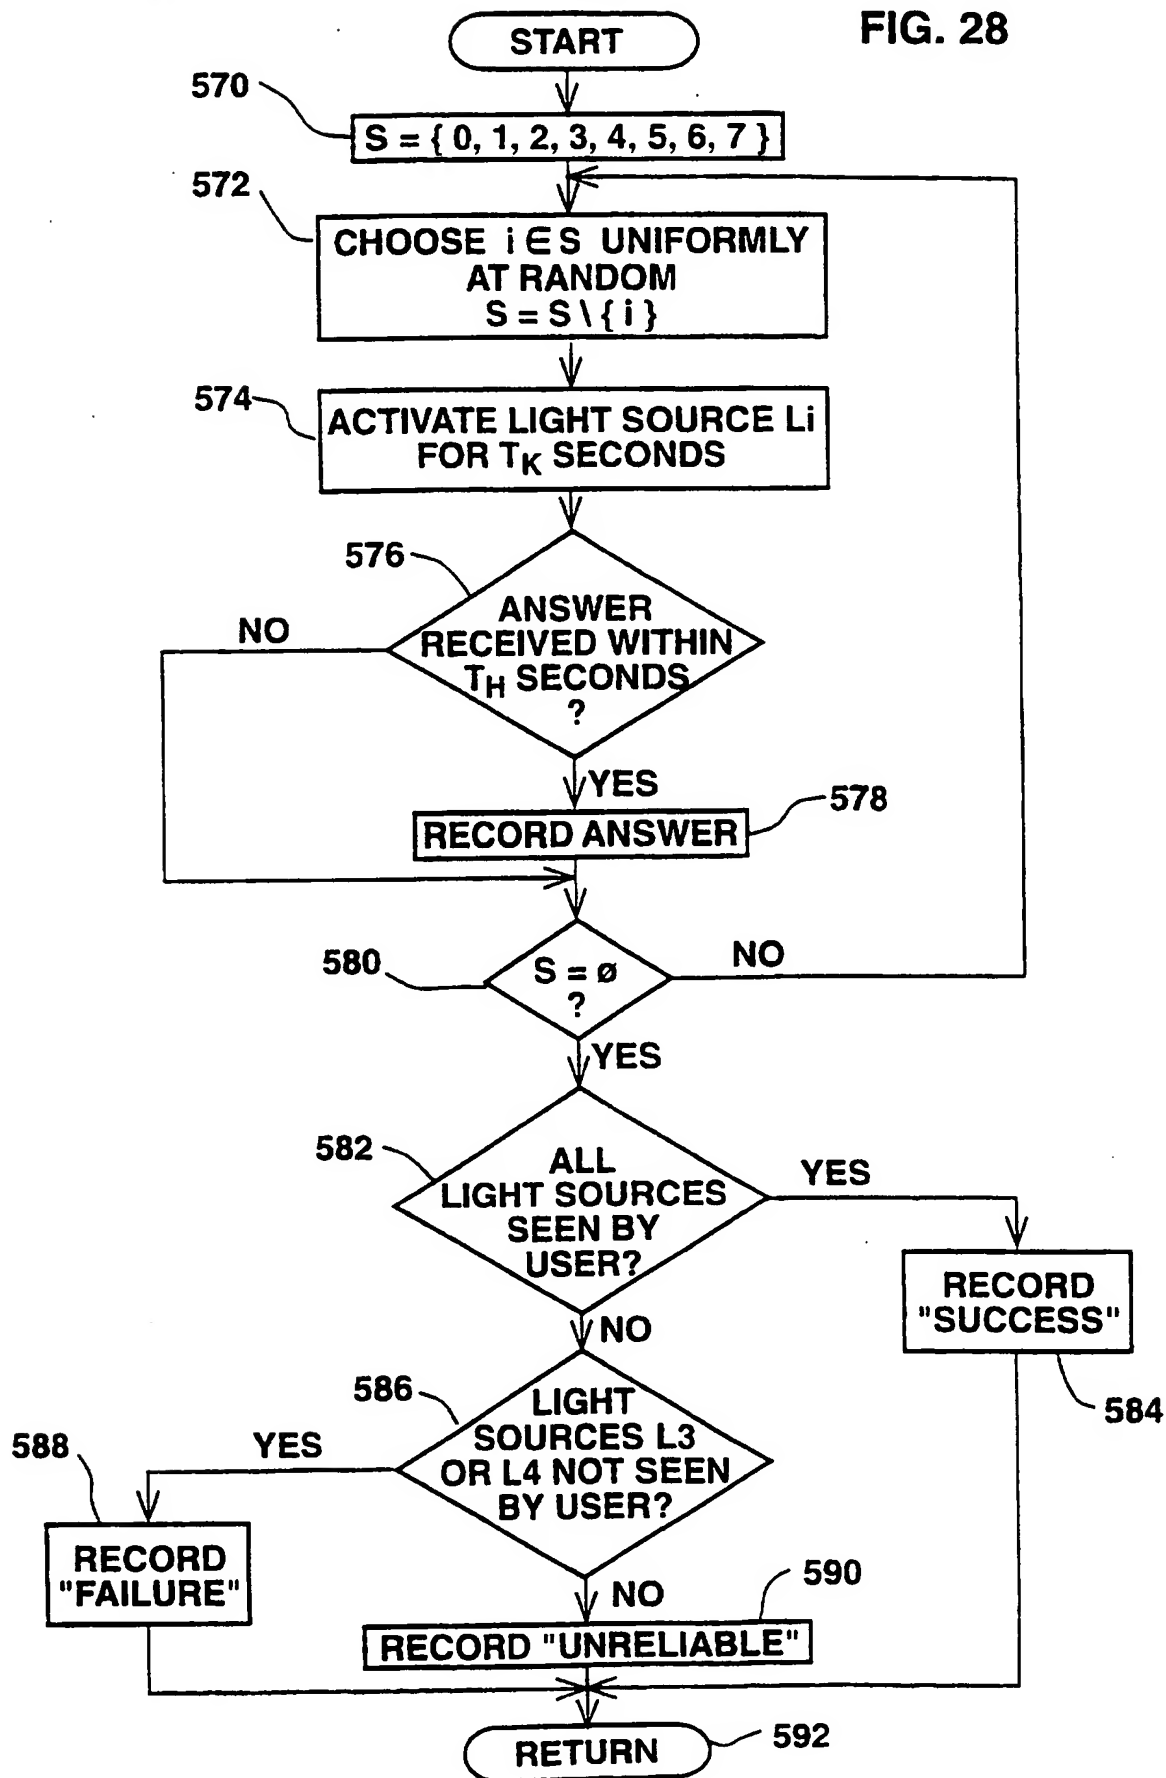 FIG. 28
START
570
S = { 0, 1, 2, 3, 4, 5, 6, 7 }
572
CHOOSE i ∈ S UNIFORMLY
AT RANDOM
S = S \ { i }
574
ACTIVATE LIGHT SOURCE Li
FOR TK SECONDS
576
ANSWER
RECEIVED WITHIN
TH SECONDS
?
NO
YES
578
RECORD ANSWER
580
S = ø
?
NO
YES
582
ALL
LIGHT SOURCES
SEEN BY
USER?
YES
RECORD
"SUCCESS"
584
NO
586
LIGHT
SOURCES L3
OR L4 NOT SEEN
BY USER?
588
YES
RECORD
"FAILURE"
NO
590
RECORD "UNRELIABLE"
RETURN
592